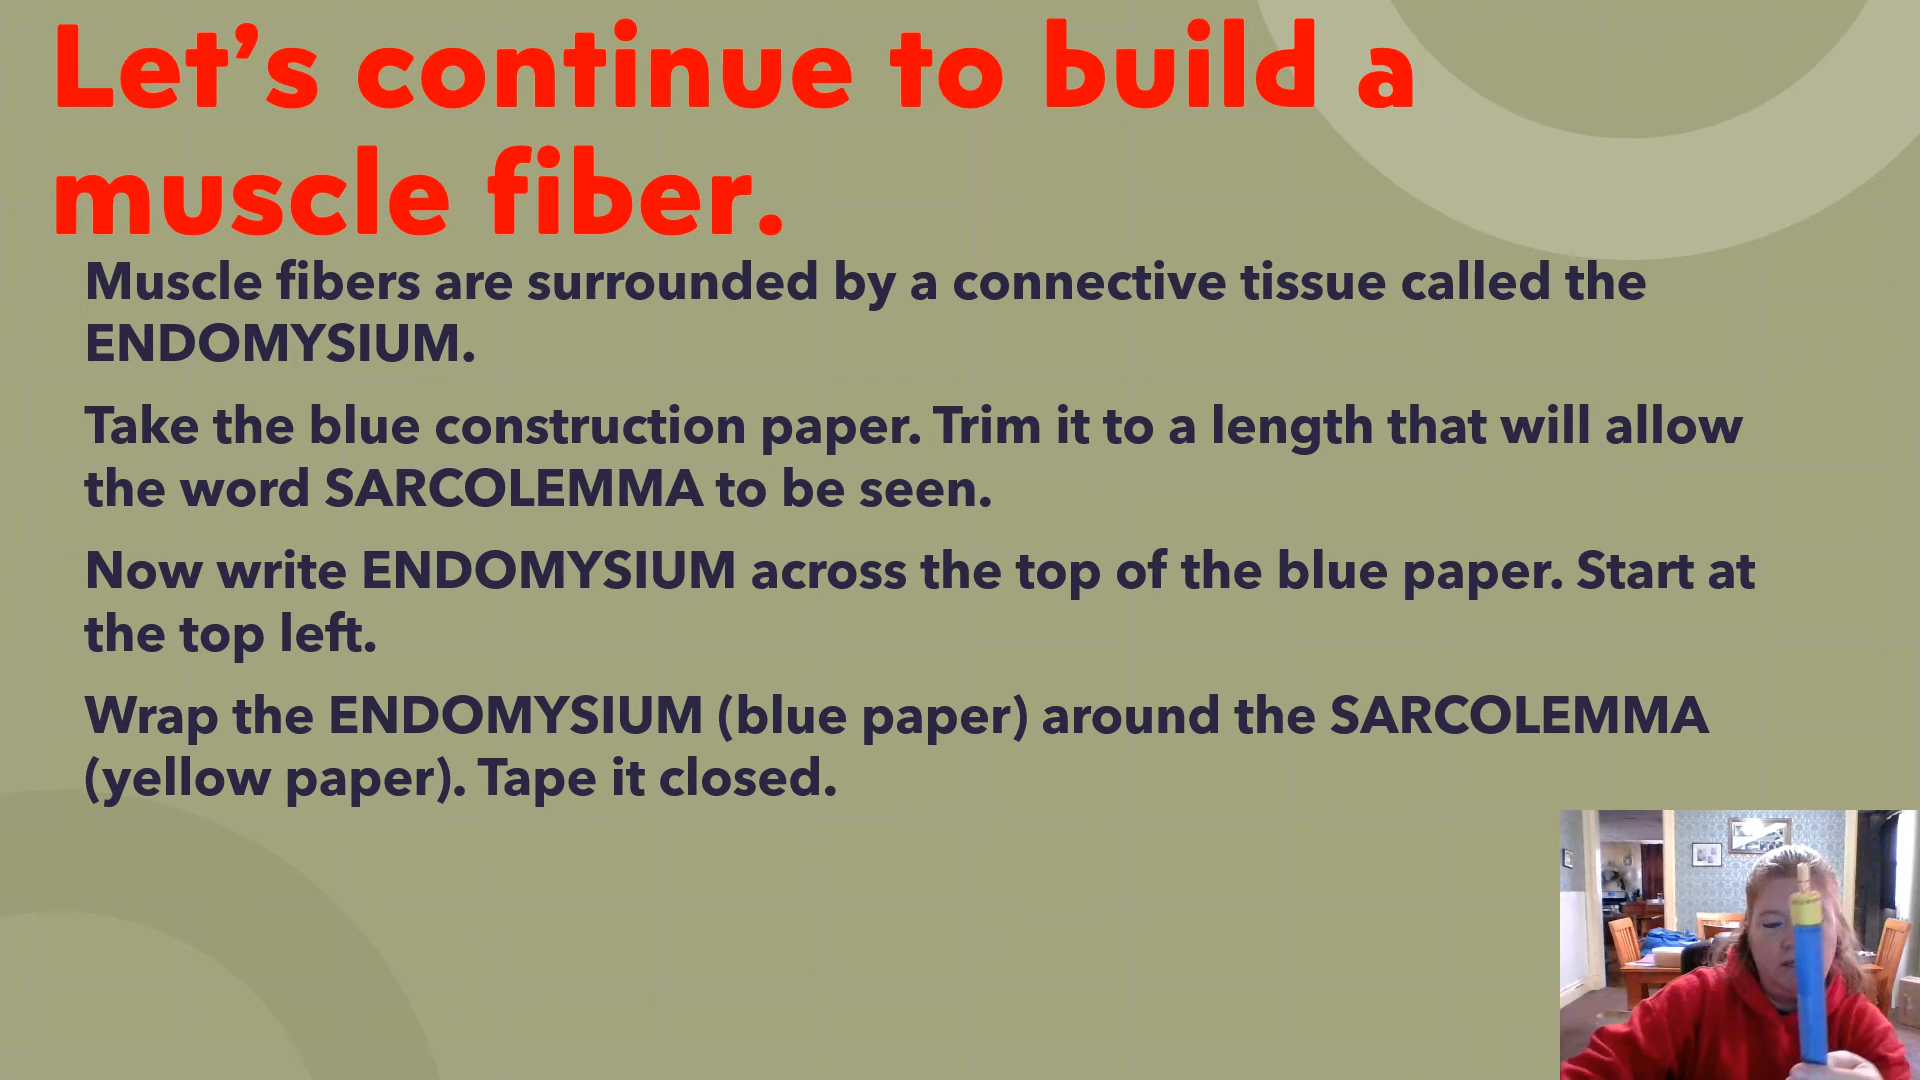 Let's continue to build a
muscle fiber.
Muscle fibers are surrounded by a connective tissue called the
ENDOMYSIUM.
Take the blue construction paper. Trim it to a length that will allow
the word SARCOLEMMA to be seen.
Now write ENDOMYSIUM across the top of the blue paper. Start at
the top left.
Wrap the ENDOMYSIUM (blue paper) around the SARCOLEMMA
(yellow paper). Tape it closed.